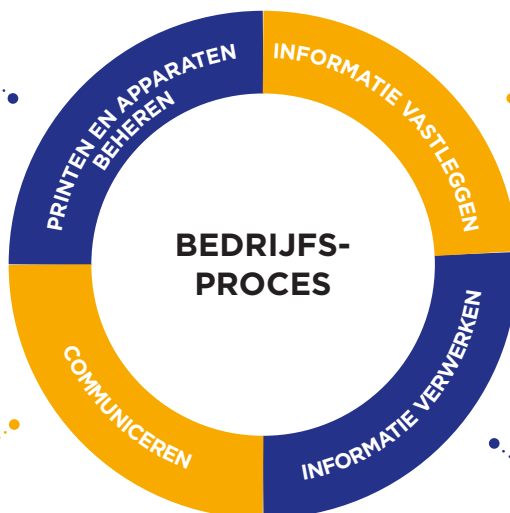 PRINTEN EN APPARATEN
BEHEREN
INFORMATIE VASTLEGGEN
BEDRIJFS-
PROCES
COMMUNICEREN
INFORMATIE VERWERKEN